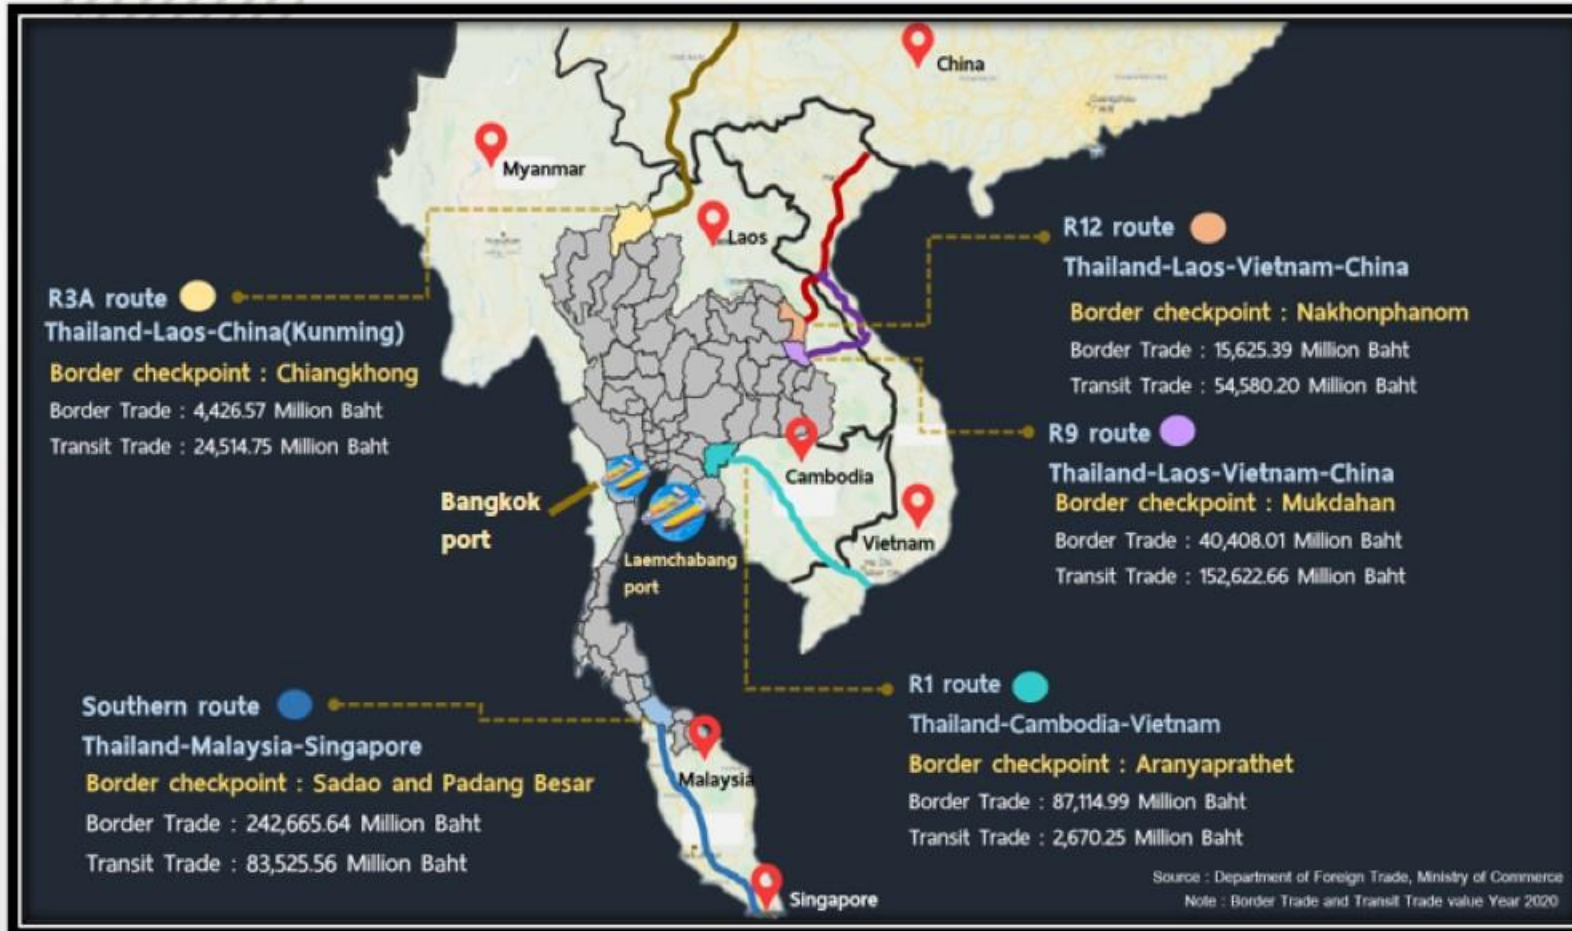 China
Myanmar
Laos
R12 route
Thailand-Laos-Vietnam-China
Border checkpoint : Nakhonphanom
Border Trade : 15,625.39 Million Baht
Transit Trade : 54,580.20 Million Baht
R3A route
Thailand-Laos-China(Kunming)
Border checkpoint : Chiangkhong
Border Trade : 4,426.57 Million Baht
Transit Trade : 24,514.75 Million Baht
R9 route
Thailand-Laos-Vietnam-China
Border checkpoint : Mukdahan
Border Trade : 40,408.01 Million Baht
Transit Trade : 152,622.66 Million Baht
Cambodia
Bangkok
port
Vietnam
Laemchabang
port
Southern route
Thailand-Malaysia-Singapore
Border checkpoint : Sadao and Padang Besar
Border Trade : 242,665.64 Million Baht
Transit Trade : 83,525.56 Million Baht
Malaysia
Singapore
R1 route
Thailand-Cambodia-Vietnam
Border checkpoint : Aranyaprathet
Border Trade : 87,114.99 Million Baht
Transit Trade : 2,670.25 Million Baht
Source : Department of Foreign Trade, Ministry of Commerce
Note : Border Trade and Transit Trade value Year 2020